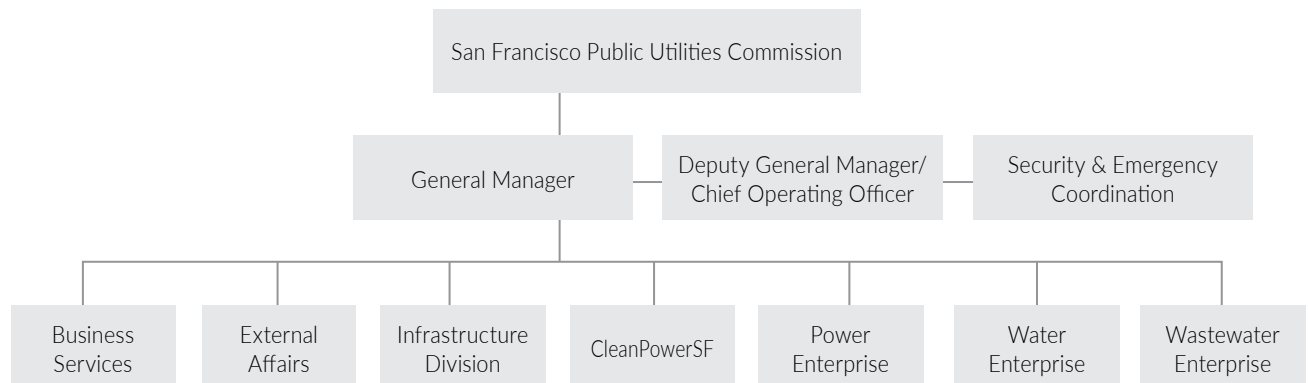 San Francisco Public Utilities Commission
General Manager
Deputy General Manager/
Chief Operating Officer
Security & Emergency
Coordination
Business
Services
External
Affairs
Infrastructure
Division
CleanPowerSF
Power
Enterprise
Water
Enterprise
Wastewater
Enterprise